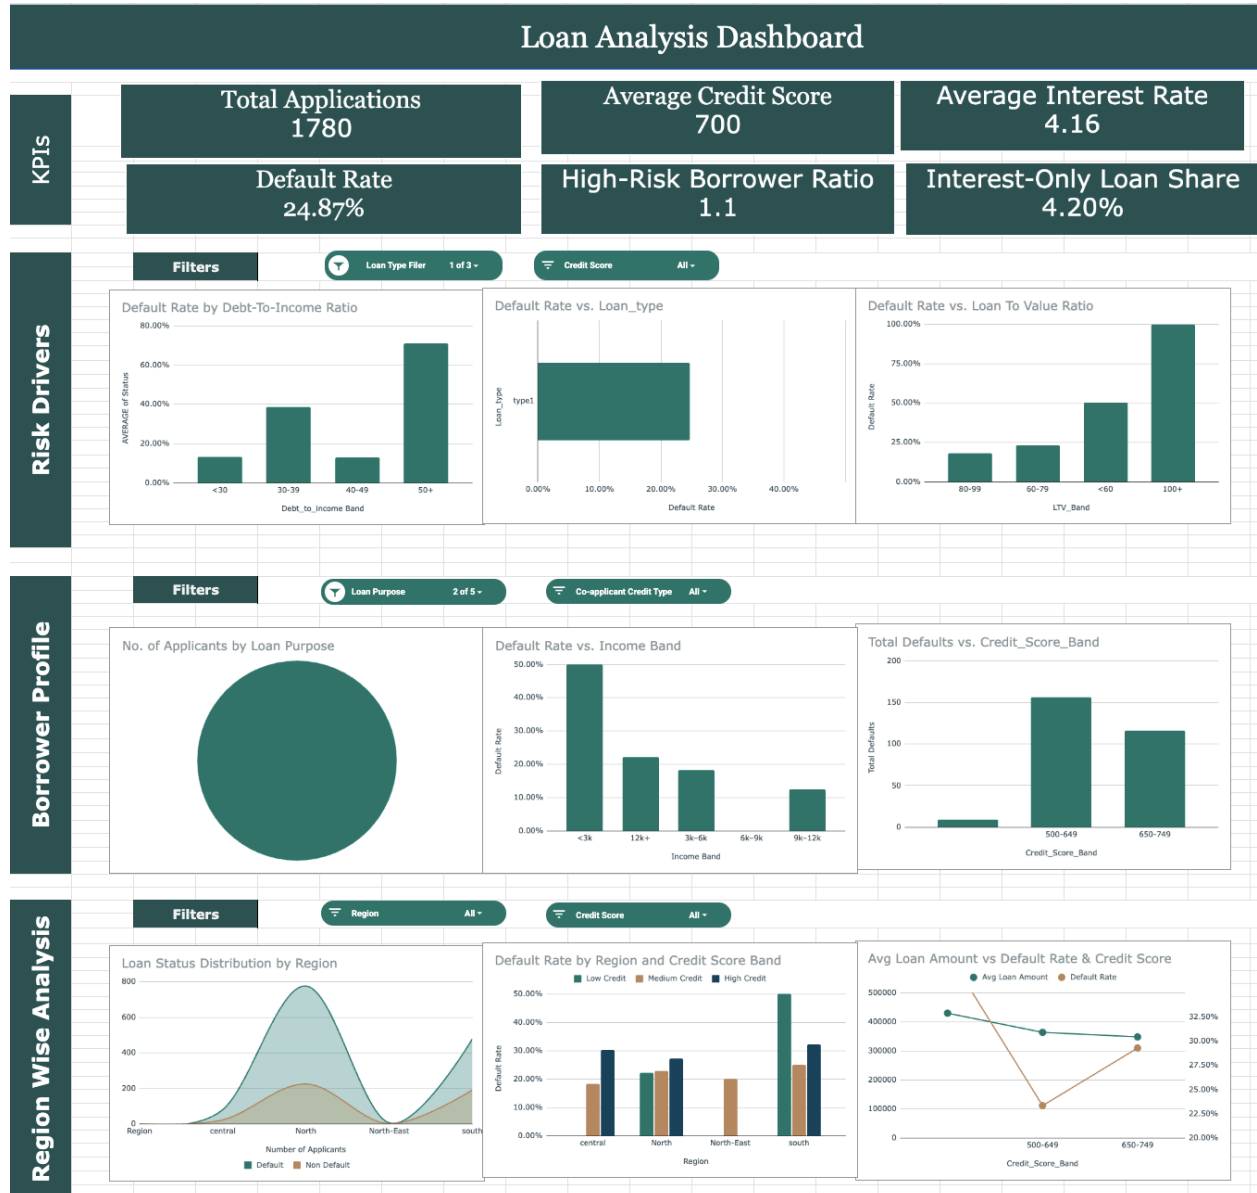 Loan Analysis Dashboard
KPIs
Total Applications
1780
Average Credit Score
700
Average Interest Rate
4.16
Default Rate
24.87%
High-Risk Borrower Ratio
1.1
Interest-Only Loan Share
4.20%
Risk Drivers
Filters
Loan Type Filer 1 of 3
Credit Score All
Default Rate by Debt-To-Income Ratio
AVERAGE of Status
80.00%
60.00%
40.00%
20.00%
0.00%
<30 30-39 40-49 50+
Debt_to_income Band
Default Rate vs. Loan_type
Loan_type
type1
0.00% 10.00% 20.00% 30.00% 40.00%
Default Rate
Default Rate vs. Loan To Value Ratio
Default Rate
100.00%
75.00%
50.00%
25.00%
0.00%
80-99 60-79 <60 100+
LTV_Band
Borrower Profile
Filters
Loan Purpose 2 of 5
Co-applicant Credit Type All
No. of Applicants by Loan Purpose
Default Rate vs. Income Band
Default Rate
50.00%
40.00%
30.00%
20.00%
10.00%
0.00%
<3k 12k+ 3k–6k 6k–9k 9k–12k
Income Band
Total Defaults vs. Credit_Score_Band
Total Defaults
200
150
100
50
0
500-649 650-749
Credit_Score_Band
Region Wise Analysis
Filters
Region All
Credit Score All
Loan Status Distribution by Region
800
600
400
200
0
Region central North North-East south
Number of Applicants
Default Non Default
Default Rate by Region and Credit Score Band
Low Credit Medium Credit High Credit
Default Rate
50.00%
40.00%
30.00%
20.00%
10.00%
0.00%
central North North-East south
Region
Avg Loan Amount vs Default Rate & Credit Score
Avg Loan Amount Default Rate
500000
400000
300000
200000
100000
0
32.50%
30.00%
27.50%
25.00%
22.50%
20.00%
500-649 650-749
Credit_Score_Band